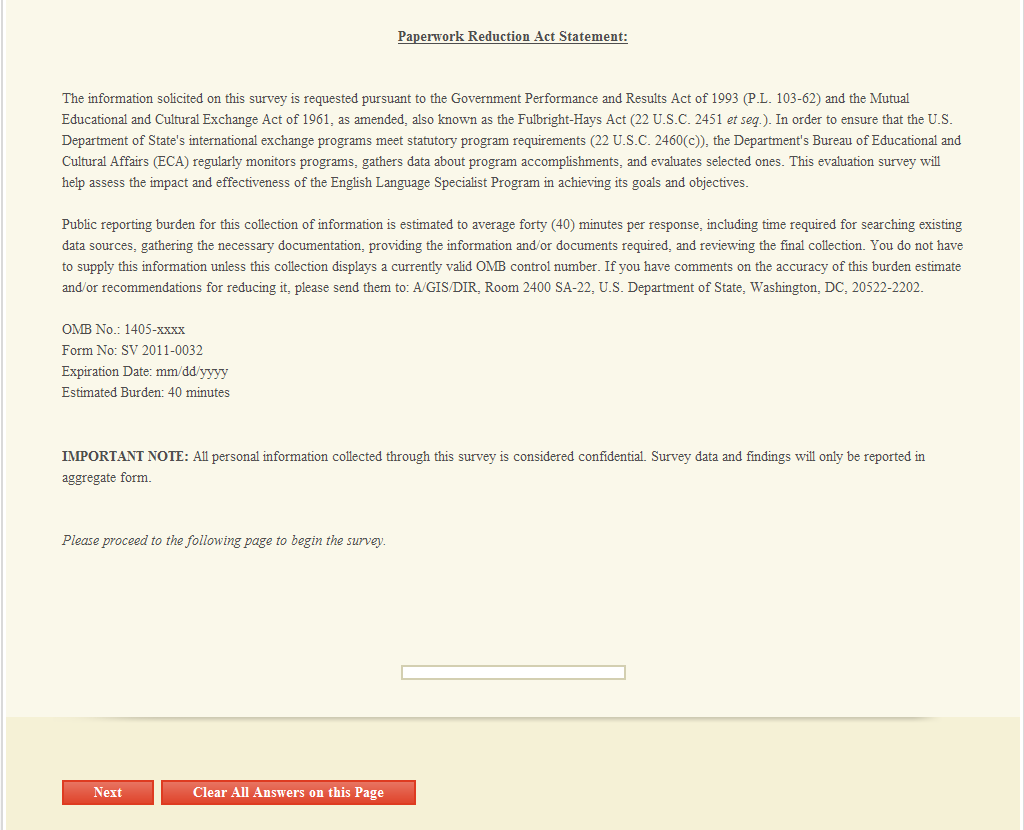 Paperwork Reduction Act Statement:
The information solicited on this survey is requested pursuant to the Government Performance and Results Act of 1993 (P.L. 103-62) and the Mutual
Educational and Cultural Exchange Act of 1961, as amended, also known as the Fulbright-Hays Act (22 U.S.C. 2451 et seq.). In order to ensure that the U.S.
Department of State's international exchange programs meet statutory program requirements (22 U.S.C. 2460(c)), the Department's Bureau of Educational and
Cultural Affairs (ECA) regularly monitors programs, gathers data about program accomplishments, and evaluates selected ones. This evaluation survey will
help assess the impact and effectiveness of the English Language Specialist Program in achieving its goals and objectives.
Public reporting burden for this collection of information is estimated to average forty (40) minutes per response, including time required for searching existing
data sources, gathering the necessary documentation, providing the information and/or documents required, and reviewing the final collection. You do not have
to supply this information unless this collection displays a currently valid OMB control number. If you have comments on the accuracy of this burden estimate
and/or recommendations for reducing it, please send them to: A/GIS/DIR, Room 2400 SA-22, U.S. Department of State, Washington, DC, 20522-2202.
OMB No.: 1405-xxxx
Form No: SV 2011-0032
Expiration Date: mm/dd/yyyy
Estimated Burden: 40 minutes
IMPORTANT NOTE: All personal information collected through this survey is considered confidential. Survey data and findings will only be reported in
aggregate form.
Please proceed to the following page to begin the survey.
Next Clear All Answers on this Page